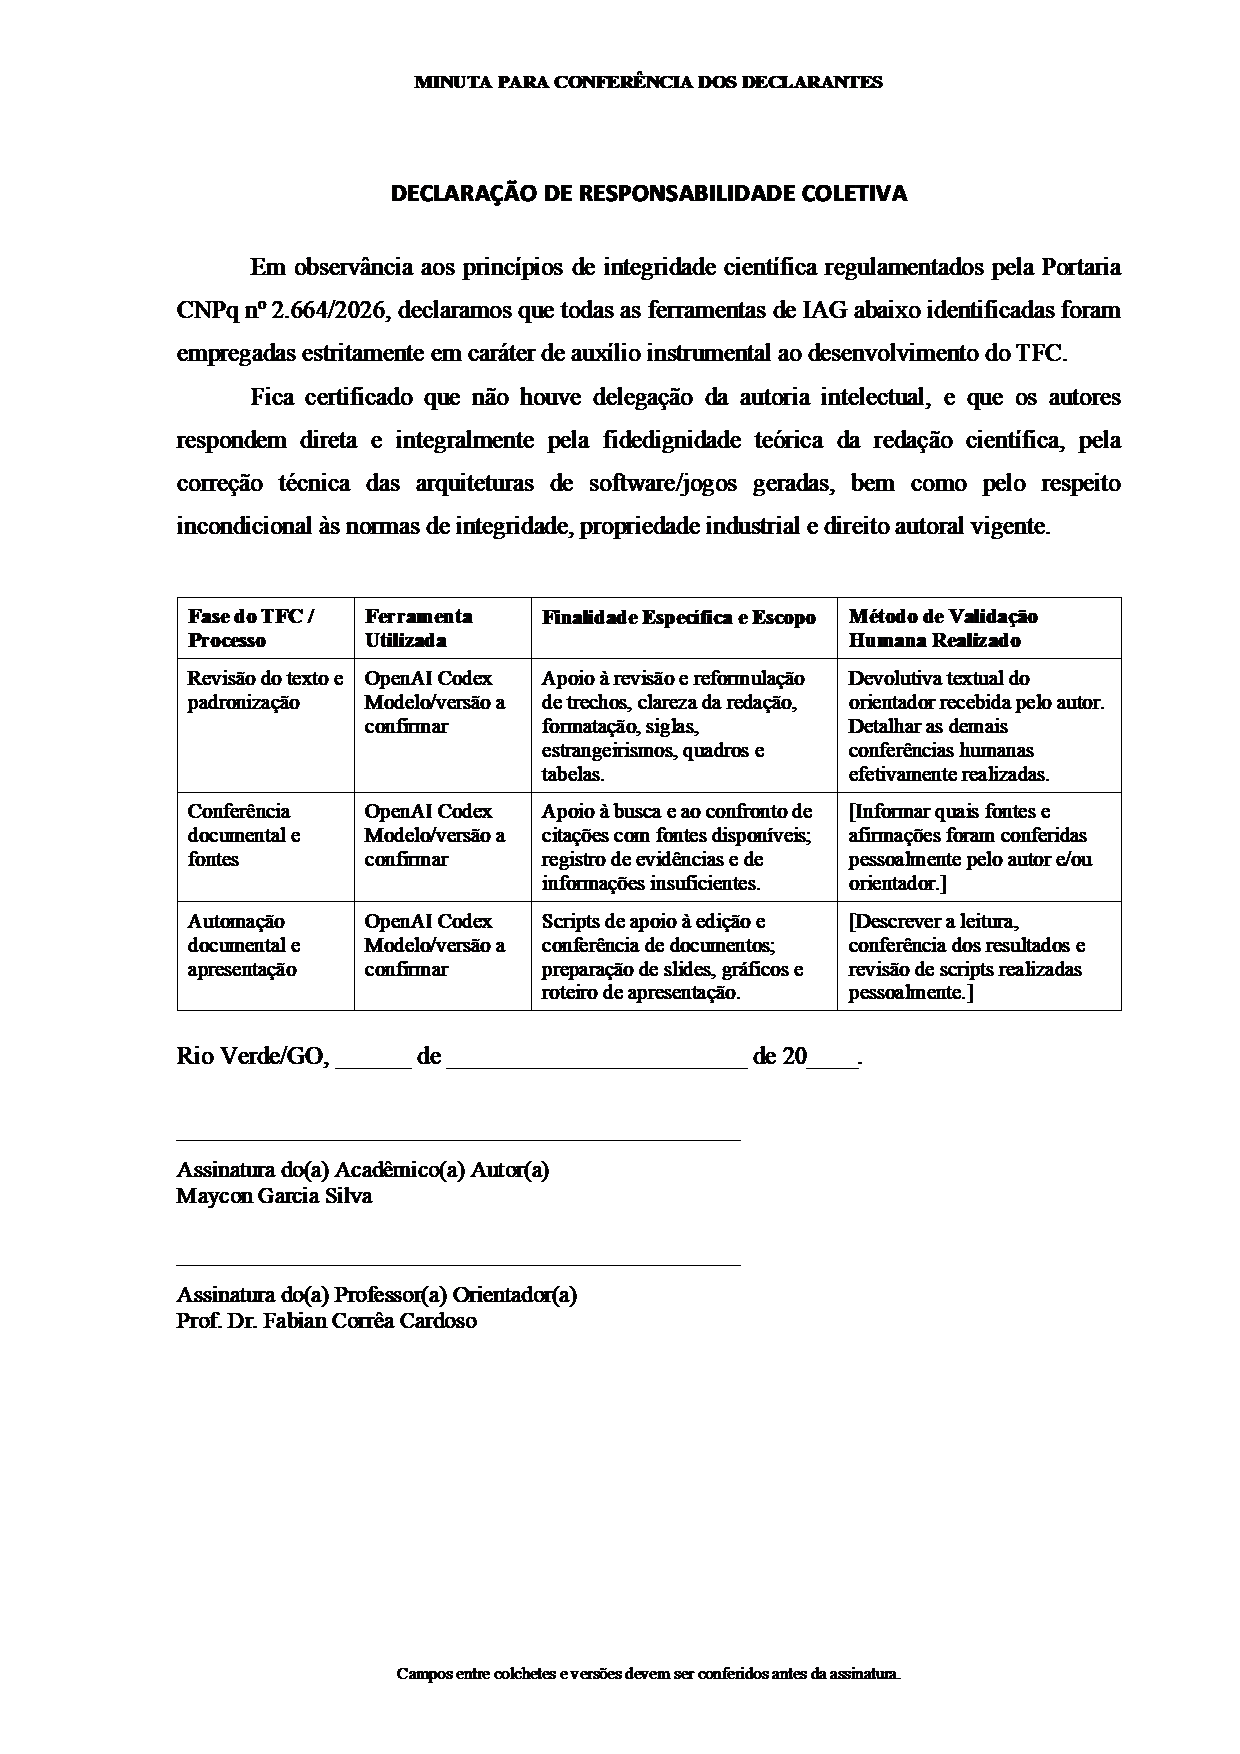 MINUTA PARA CONFERÊNCIA DOS DECLARANTES
DECLARAÇÃO DE RESPONSABILIDADE COLETIVA
Em observância aos princípios de integridade científica regulamentados pela Portaria
CNPq nº 2.664/2026, declaramos que todas as ferramentas de IAG abaixo identificadas foram
empregadas estritamente em caráter de auxílio instrumental ao desenvolvimento do TFC.
Fica certificado que não houve delegação da autoria intelectual, e que os autores
respondem direta e integralmente pela fidedignidade teórica da redação científica, pela
correção técnica das arquiteturas de software/jogos geradas, bem como pelo respeito
incondicional às normas de integridade, propriedade industrial e direito autoral vigente.
Fase do TFC /
Processo
Ferramenta
Utilizada
Finalidade Específica e Escopo
Método de Validação
Humana Realizado
Revisão do texto e
padronização
OpenAI Codex
Modelo/versão a
confirmar
Apoio à revisão e reformulação
de trechos, clareza da redação,
formatação, siglas,
estrangeirismos, quadros e
tabelas.
Devolutiva textual do
orientador recebida pelo autor.
Detalhar as demais
conferências humanas
efetivamente realizadas.
Conferência
documental e
fontes
OpenAI Codex
Modelo/versão a
confirmar
Apoio à busca e ao confronto de
citações com fontes disponíveis;
registro de evidências e de
informações insuficientes.
[Informar quais fontes e
afirmações foram conferidas
pessoalmente pelo autor e/ou
orientador.]
Automação
documental e
apresentação
OpenAI Codex
Modelo/versão a
confirmar
Scripts de apoio à edição e
conferência de documentos;
preparação de slides, gráficos e
roteiro de apresentação.
[Descrever a leitura,
conferência dos resultados e
revisão de scripts realizadas
pessoalmente.]
Rio Verde/GO, ______ de ________________________ de 20____.
_____________________________________________
Assinatura do(a) Acadêmico(a) Autor(a)
Maycon Garcia Silva
_____________________________________________
Assinatura do(a) Professor(a) Orientador(a)
Prof. Dr. Fabian Corrêa Cardoso
Campos entre colchetes e versões devem ser conferidos antes da assinatura.